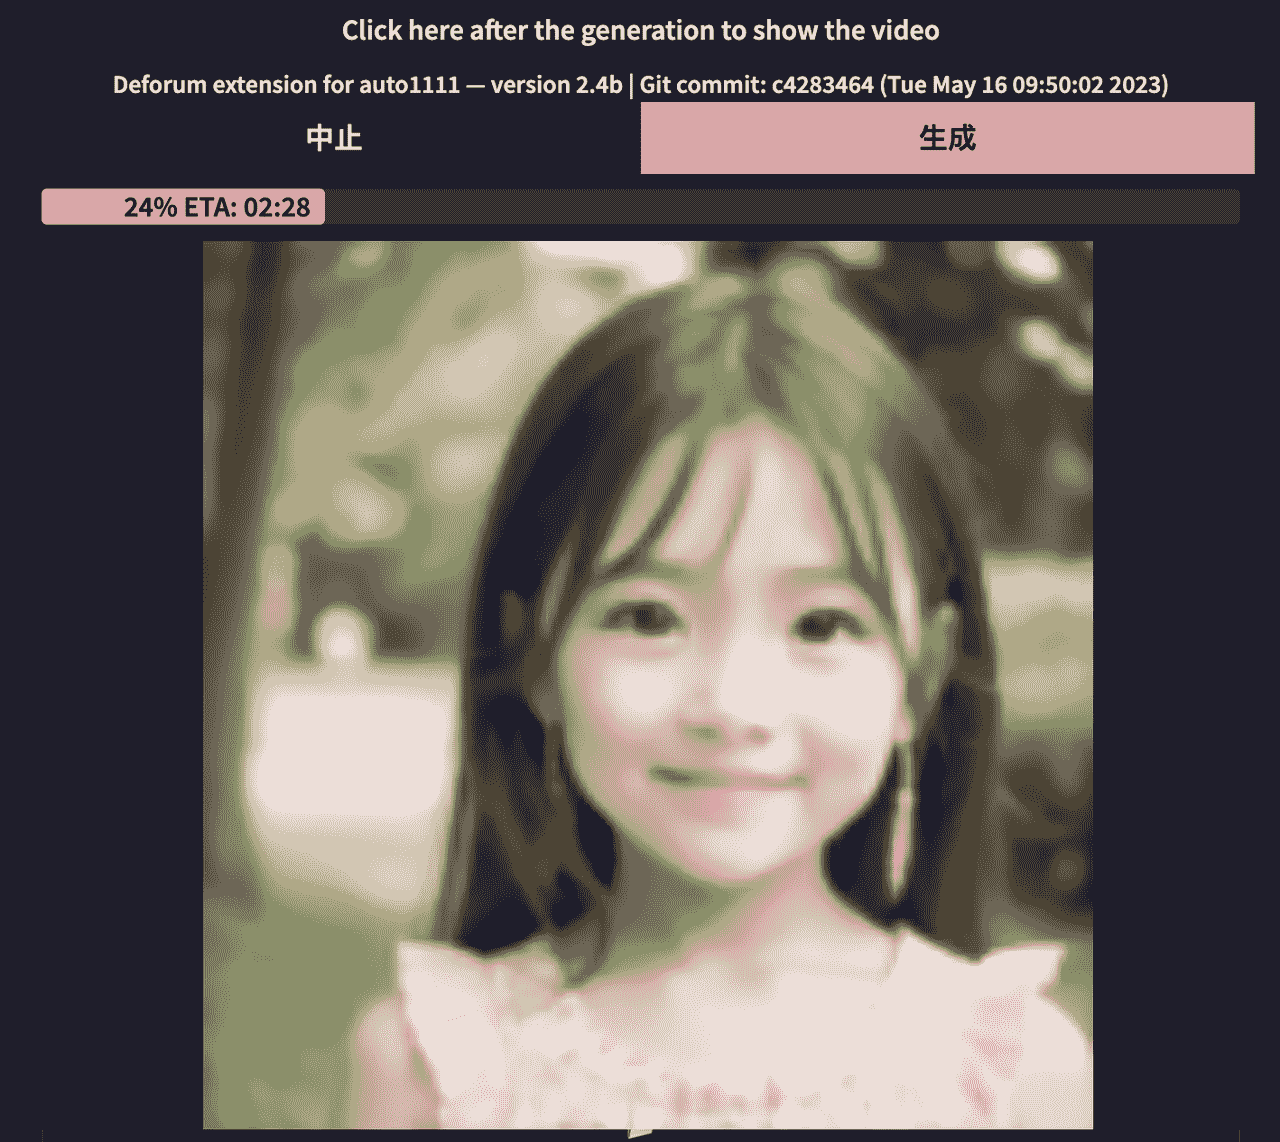 Click here after the generation to show the video
Deforum extension for auto1111 — version 2.4b | Git commit: c4283464 (Tue May 16 09:50:02 2023)
中止 生成
24% ETA: 02:28